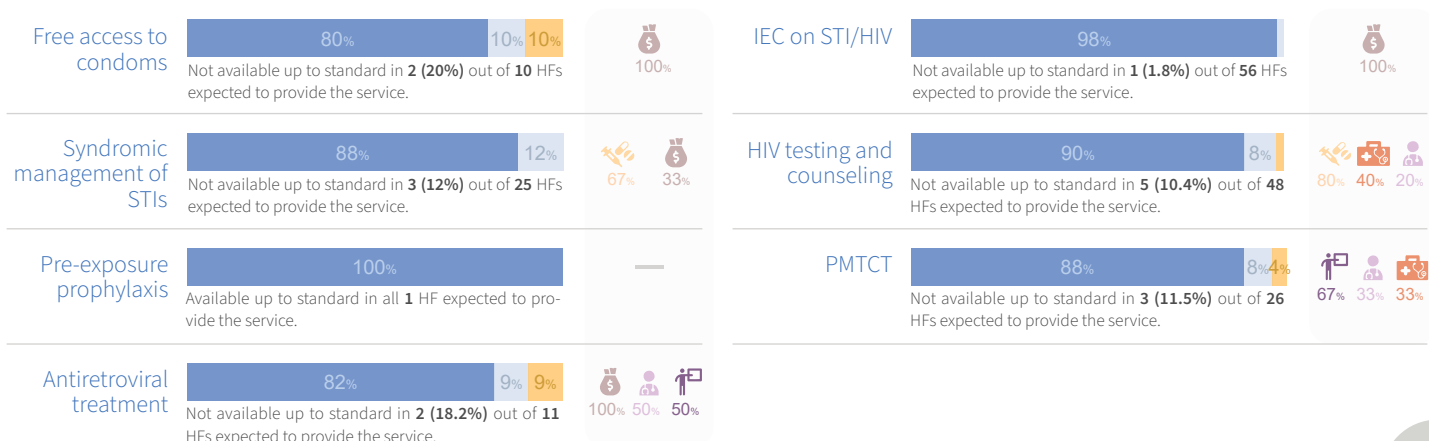 Free access to
condoms
80%
10%
10%
Not available up to standard in 2 (20%) out of 10 HFs
expected to provide the service.
100%
Syndromic
management of
STIs
88%
12%
Not available up to standard in 3 (12%) out of 25 HFs
expected to provide the service.
67%
33%
Pre-exposure
prophylaxis
100%
Available up to standard in all 1 HF expected to pro-
vide the service.
Antiretroviral
treatment
82%
9%
9%
Not available up to standard in 2 (18.2%) out of 11
HFs expected to provide the service.
100%
50%
50%
IEC on STI/HIV
98%
Not available up to standard in 1 (1.8%) out of 56 HFs
expected to provide the service.
100%
HIV testing and
counseling
90%
8%
Not available up to standard in 5 (10.4%) out of 48
HFs expected to provide the service.
80%
40%
20%
PMTCT
88%
8%
4%
Not available up to standard in 3 (11.5%) out of 26
HFs expected to provide the service.
67%
33%
33%